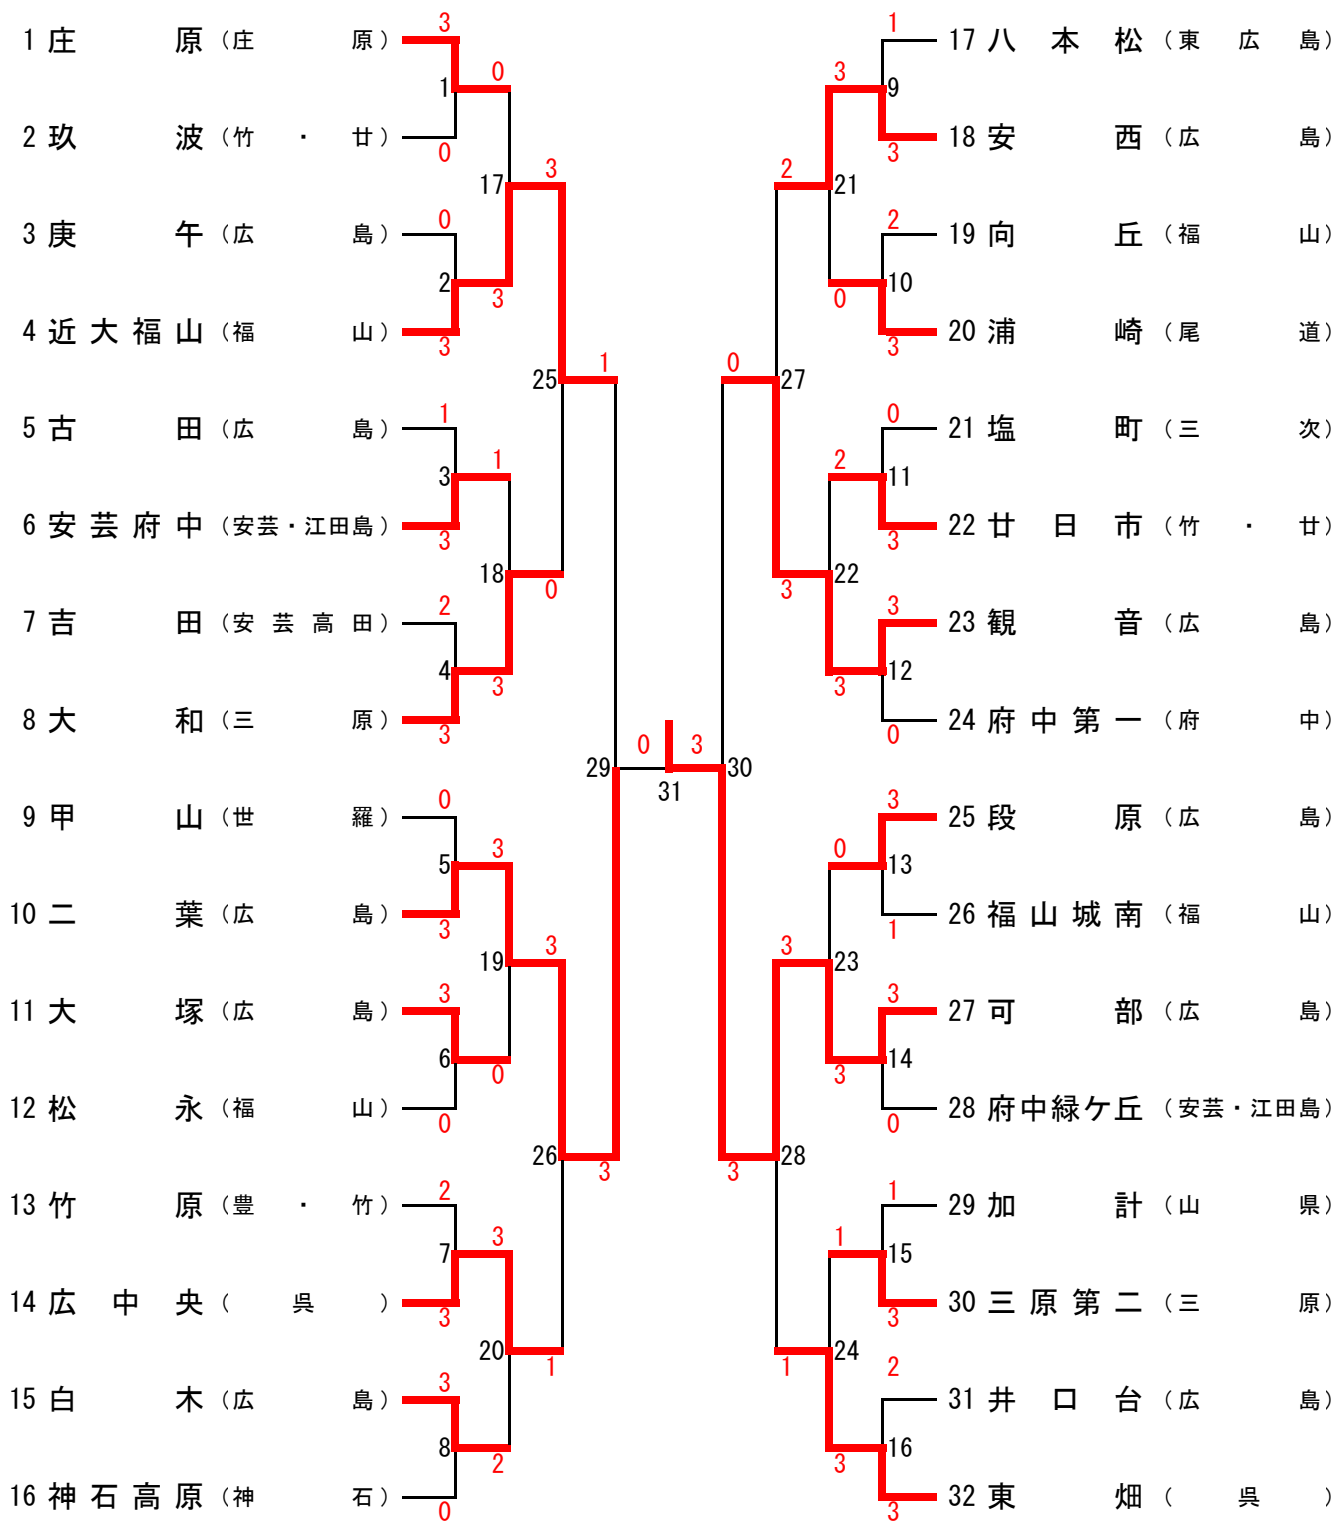 3
1
1 庄原（庄原）
17 八本松（東広島）
0
3
1
9
2 玖波（竹・廿）
18 安西（広島）
0
3
3
2
17
21
0
2
3 庚午（広島）
19 向丘（福山）
2
10
3
0
4 近大福山（福山）
20 浦崎（尾道）
3
3
1
0
25
27
1
0
5 古田（広島）
21 塩町（三次）
1
2
3
11
6 安芸府中（安芸・江田島）
22 廿日市（竹・廿）
3
3
18
22
0
3
2
3
7 吉田（安芸高田）
23 観音（広島）
4
12
3
3
8 大和（三原）
24 府中第一（府中）
3
0
0
3
29
30
31
0
3
9 甲山（世羅）
25 段原（広島）
3
0
5
13
10 二葉（広島）
26 福山城南（福山）
3
1
3
3
19
23
3
3
11 大塚（広島）
27 可部（広島）
6
14
0
3
12 松永（福山）
28 府中緑ケ丘（安芸・江田島）
0
0
26
28
3
3
2
1
13 竹原（豊・竹）
29 加計（山県）
3
1
7
15
14 広中央（呉）
30 三原第二（三原）
3
3
20
24
1
1
3
2
15 白木（広島）
31 井口台（広島）
8
16
2
3
16 神石高原（神石）
32 東畑（呉）
0
3